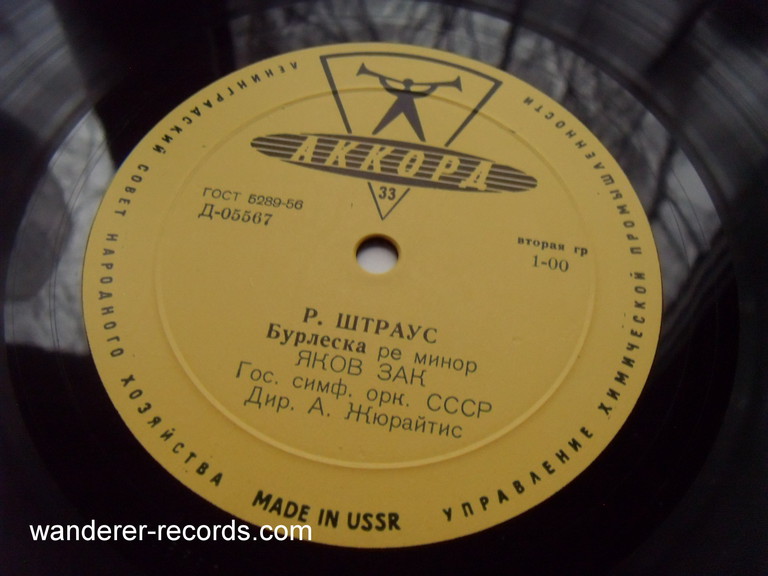 ЛЕНИНГРАДСКИЙ СОВЕТ НАРОДНОГО ХОЗЯЙСТВА
УПРАВЛЕНИЕ ХИМИЧЕСКОЙ ПРОМЫШЛЕННОСТИ
АККОРД
33
ГОСТ 5289-56
Д-05567
вторая гр
1-00
Р. ШТРАУС
Бурлеска ре минор
ЯКОВ ЗАК
Гос. симф. орк. СССР
Дир. А. Жюрайтис
MADE IN USSR
wanderer-records.com